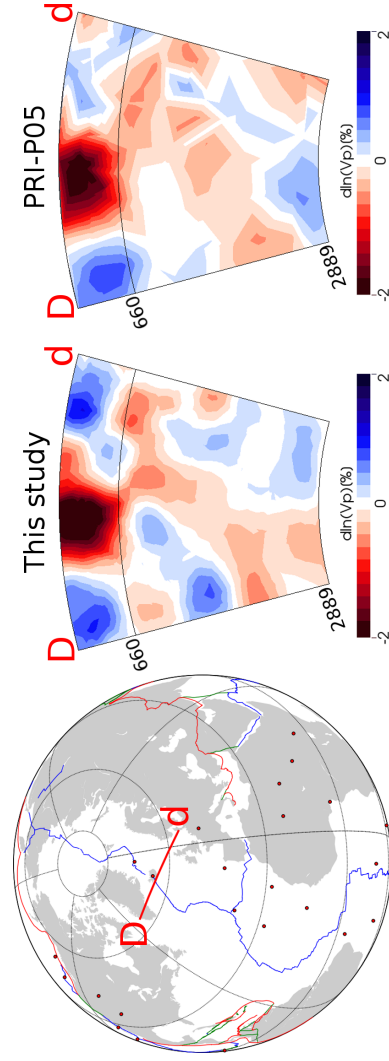 D
d
This study
D
d
660
2889
-2
0
2
dln(Vp)(%)
PRI-P05
D
d
660
2889
-2
0
2
dln(Vp)(%)